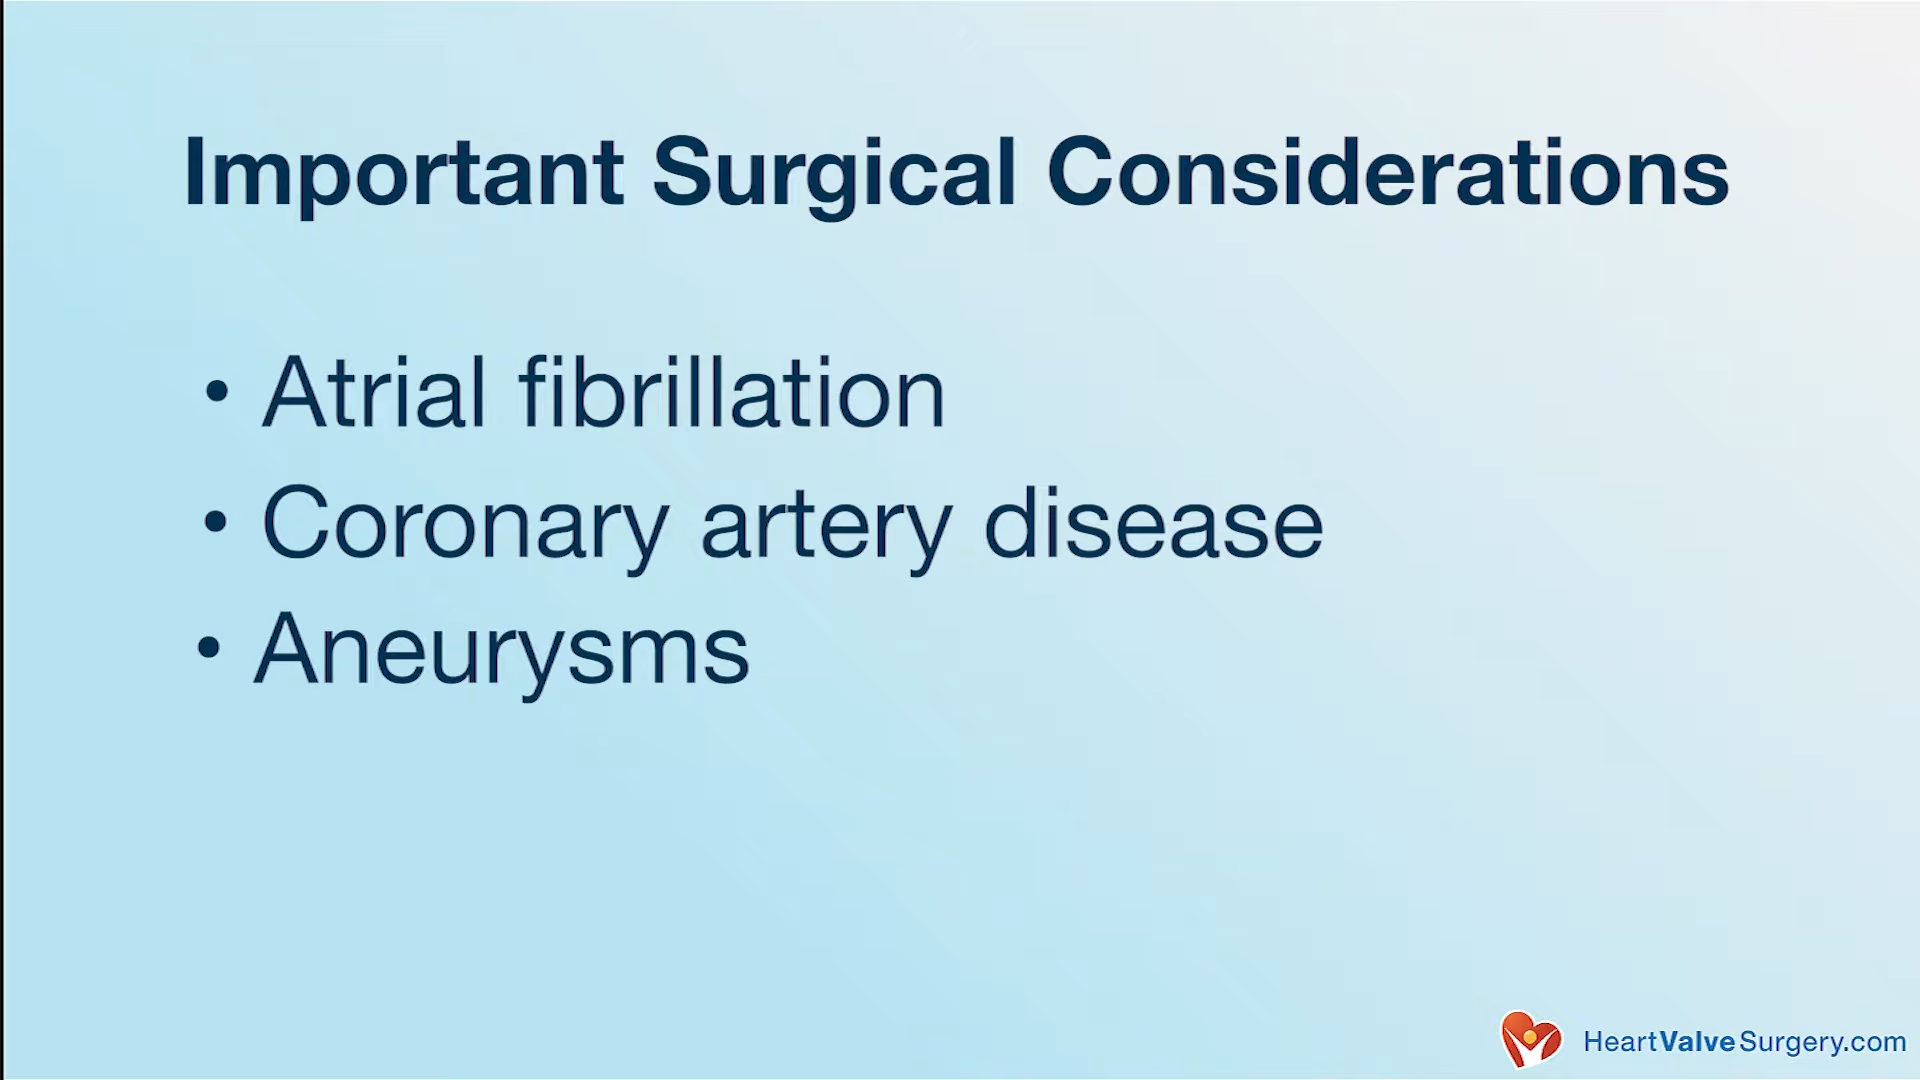 Important Surgical Considerations
• Atrial fibrillation
• Coronary artery disease
• Aneurysms
HeartValveSurgery.com